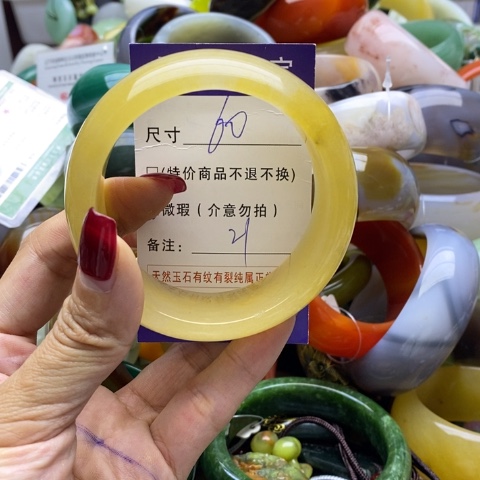 尺寸 60
(特价商品不退不换)
微瑕(介意勿拍)
备注: 21
天然玉石有纹有裂纯属正